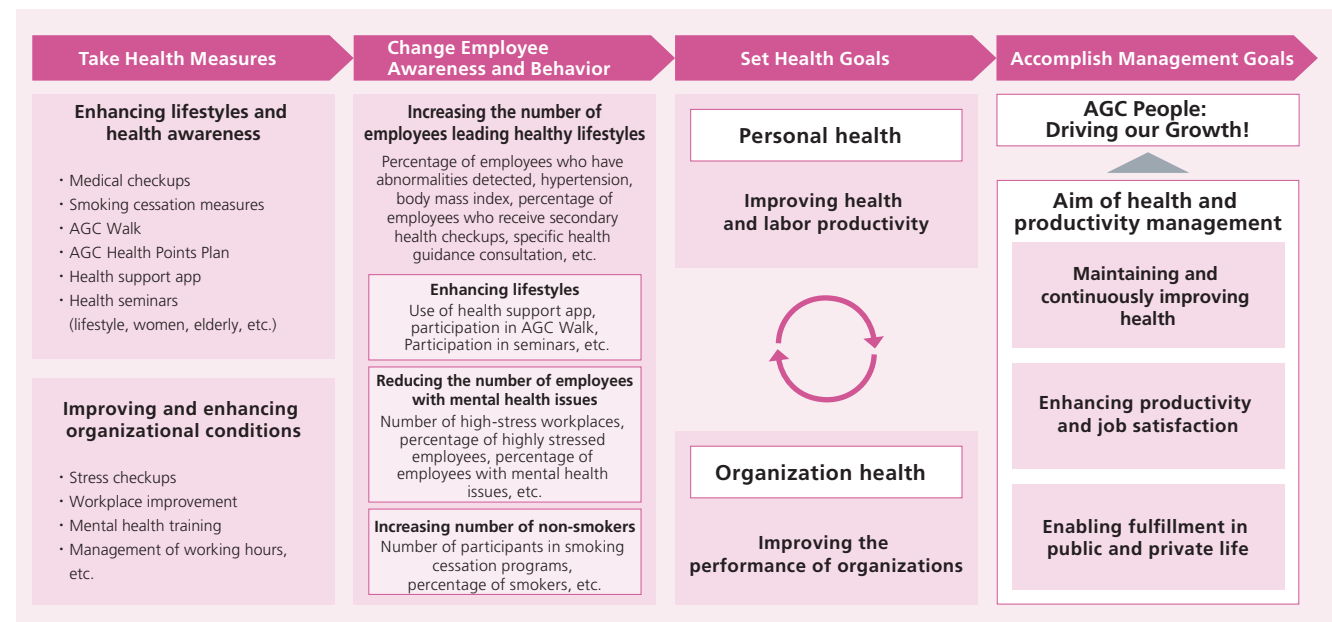 Take Health Measures
Enhancing lifestyles and
health awareness
・Medical checkups
・Smoking cessation measures
・AGC Walk
・AGC Health Points Plan
・Health support app
・Health seminars
(lifestyle, women, elderly, etc.)
Improving and enhancing
organizational conditions
・Stress checkups
・Workplace improvement
・Mental health training
・Management of working hours,
etc.
Change Employee
Awareness and Behavior
Increasing the number of
employees leading healthy lifestyles
Percentage of employees who have
abnormalities detected, hypertension,
body mass index, percentage of
employees who receive secondary
health checkups, specific health
guidance consultation, etc.
Enhancing lifestyles
Use of health support app,
participation in AGC Walk,
Participation in seminars, etc.
Reducing the number of employees
with mental health issues
Number of high-stress workplaces,
percentage of highly stressed
employees, percentage of
employees with mental health
issues, etc.
Increasing number of non-smokers
Number of participants in smoking
cessation programs,
percentage of smokers, etc.
Set Health Goals
Personal health
Improving health
and labor productivity
Organization health
Improving the
performance of organizations
Accomplish Management Goals
AGC People:
Driving our Growth!
Aim of health and
productivity management
Maintaining and
continuously improving
health
Enhancing productivity
and job satisfaction
Enabling fulfillment in
public and private life